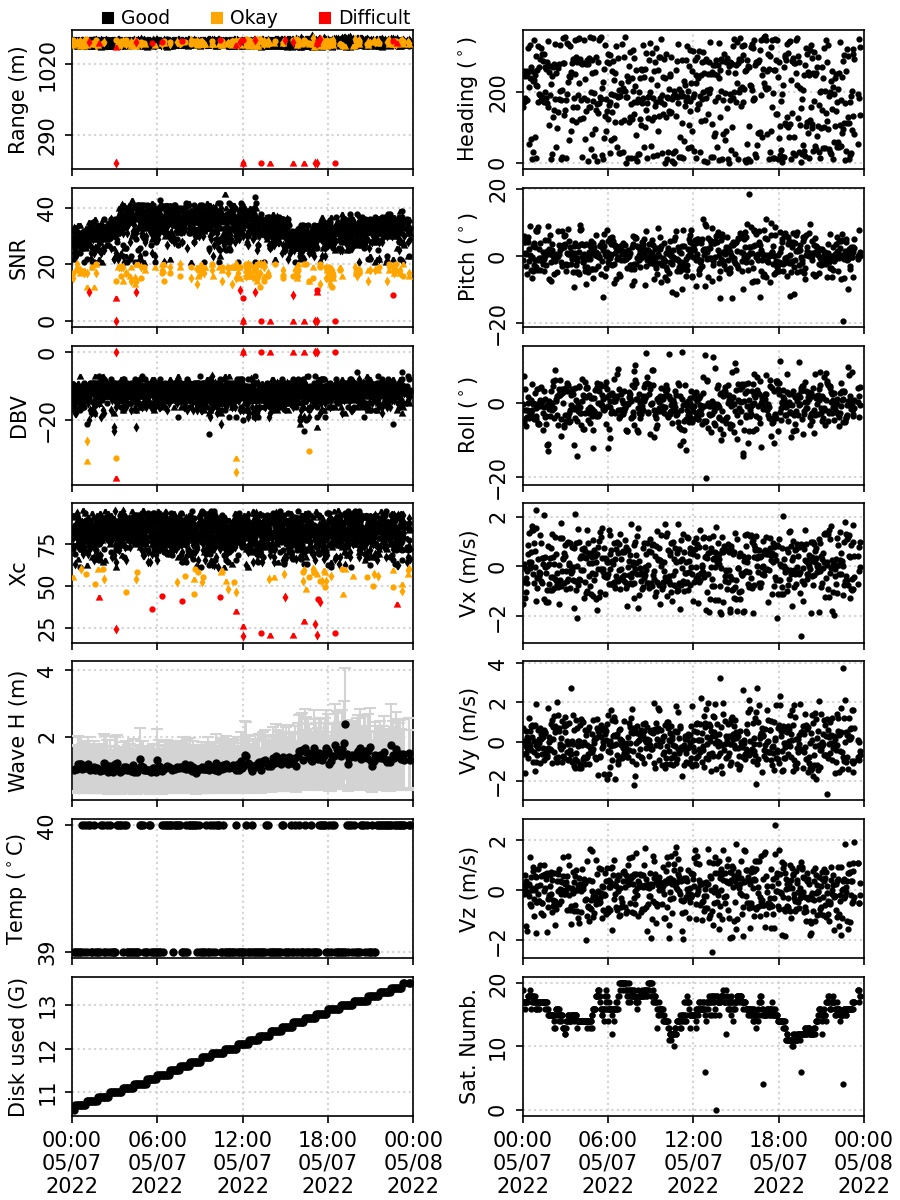 Good Okay Difficult
Range (m)
1020
290
Heading (°)
200
0
SNR
40
20
0
Pitch (°)
20
0
−20
DBV
0
−20
Roll (°)
0
−20
Xc
75
50
25
Vx (m/s)
2
0
−2
Wave H (m)
4
2
Vy (m/s)
4
2
0
−2
Temp (°C)
40
39
Vz (m/s)
2
0
−2
Disk used (G)
13
12
11
Sat. Numb.
20
10
0
00:00 06:00 12:00 18:00 00:00
05/07 05/07 05/07 05/07 05/08
2022 2022 2022 2022 2022
00:00 06:00 12:00 18:00 00:00
05/07 05/07 05/07 05/07 05/08
2022 2022 2022 2022 2022